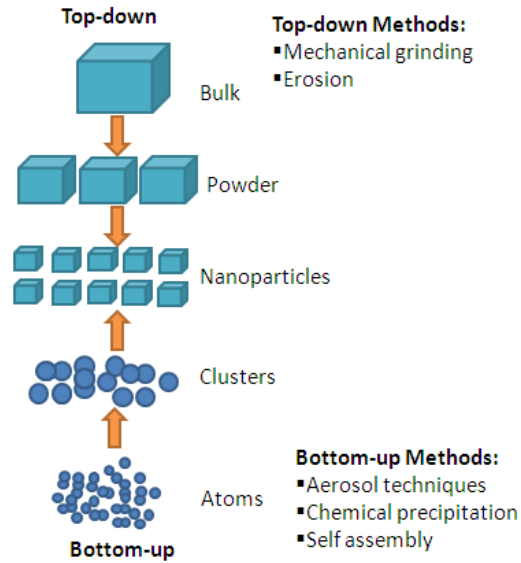 Top-down
Top-down Methods:
▪Mechanical grinding
▪Erosion
Bulk
Powder
Nanoparticles
Clusters
Atoms
Bottom-up
Bottom-up Methods:
▪Aerosol techniques
▪Chemical precipitation
▪Self assembly